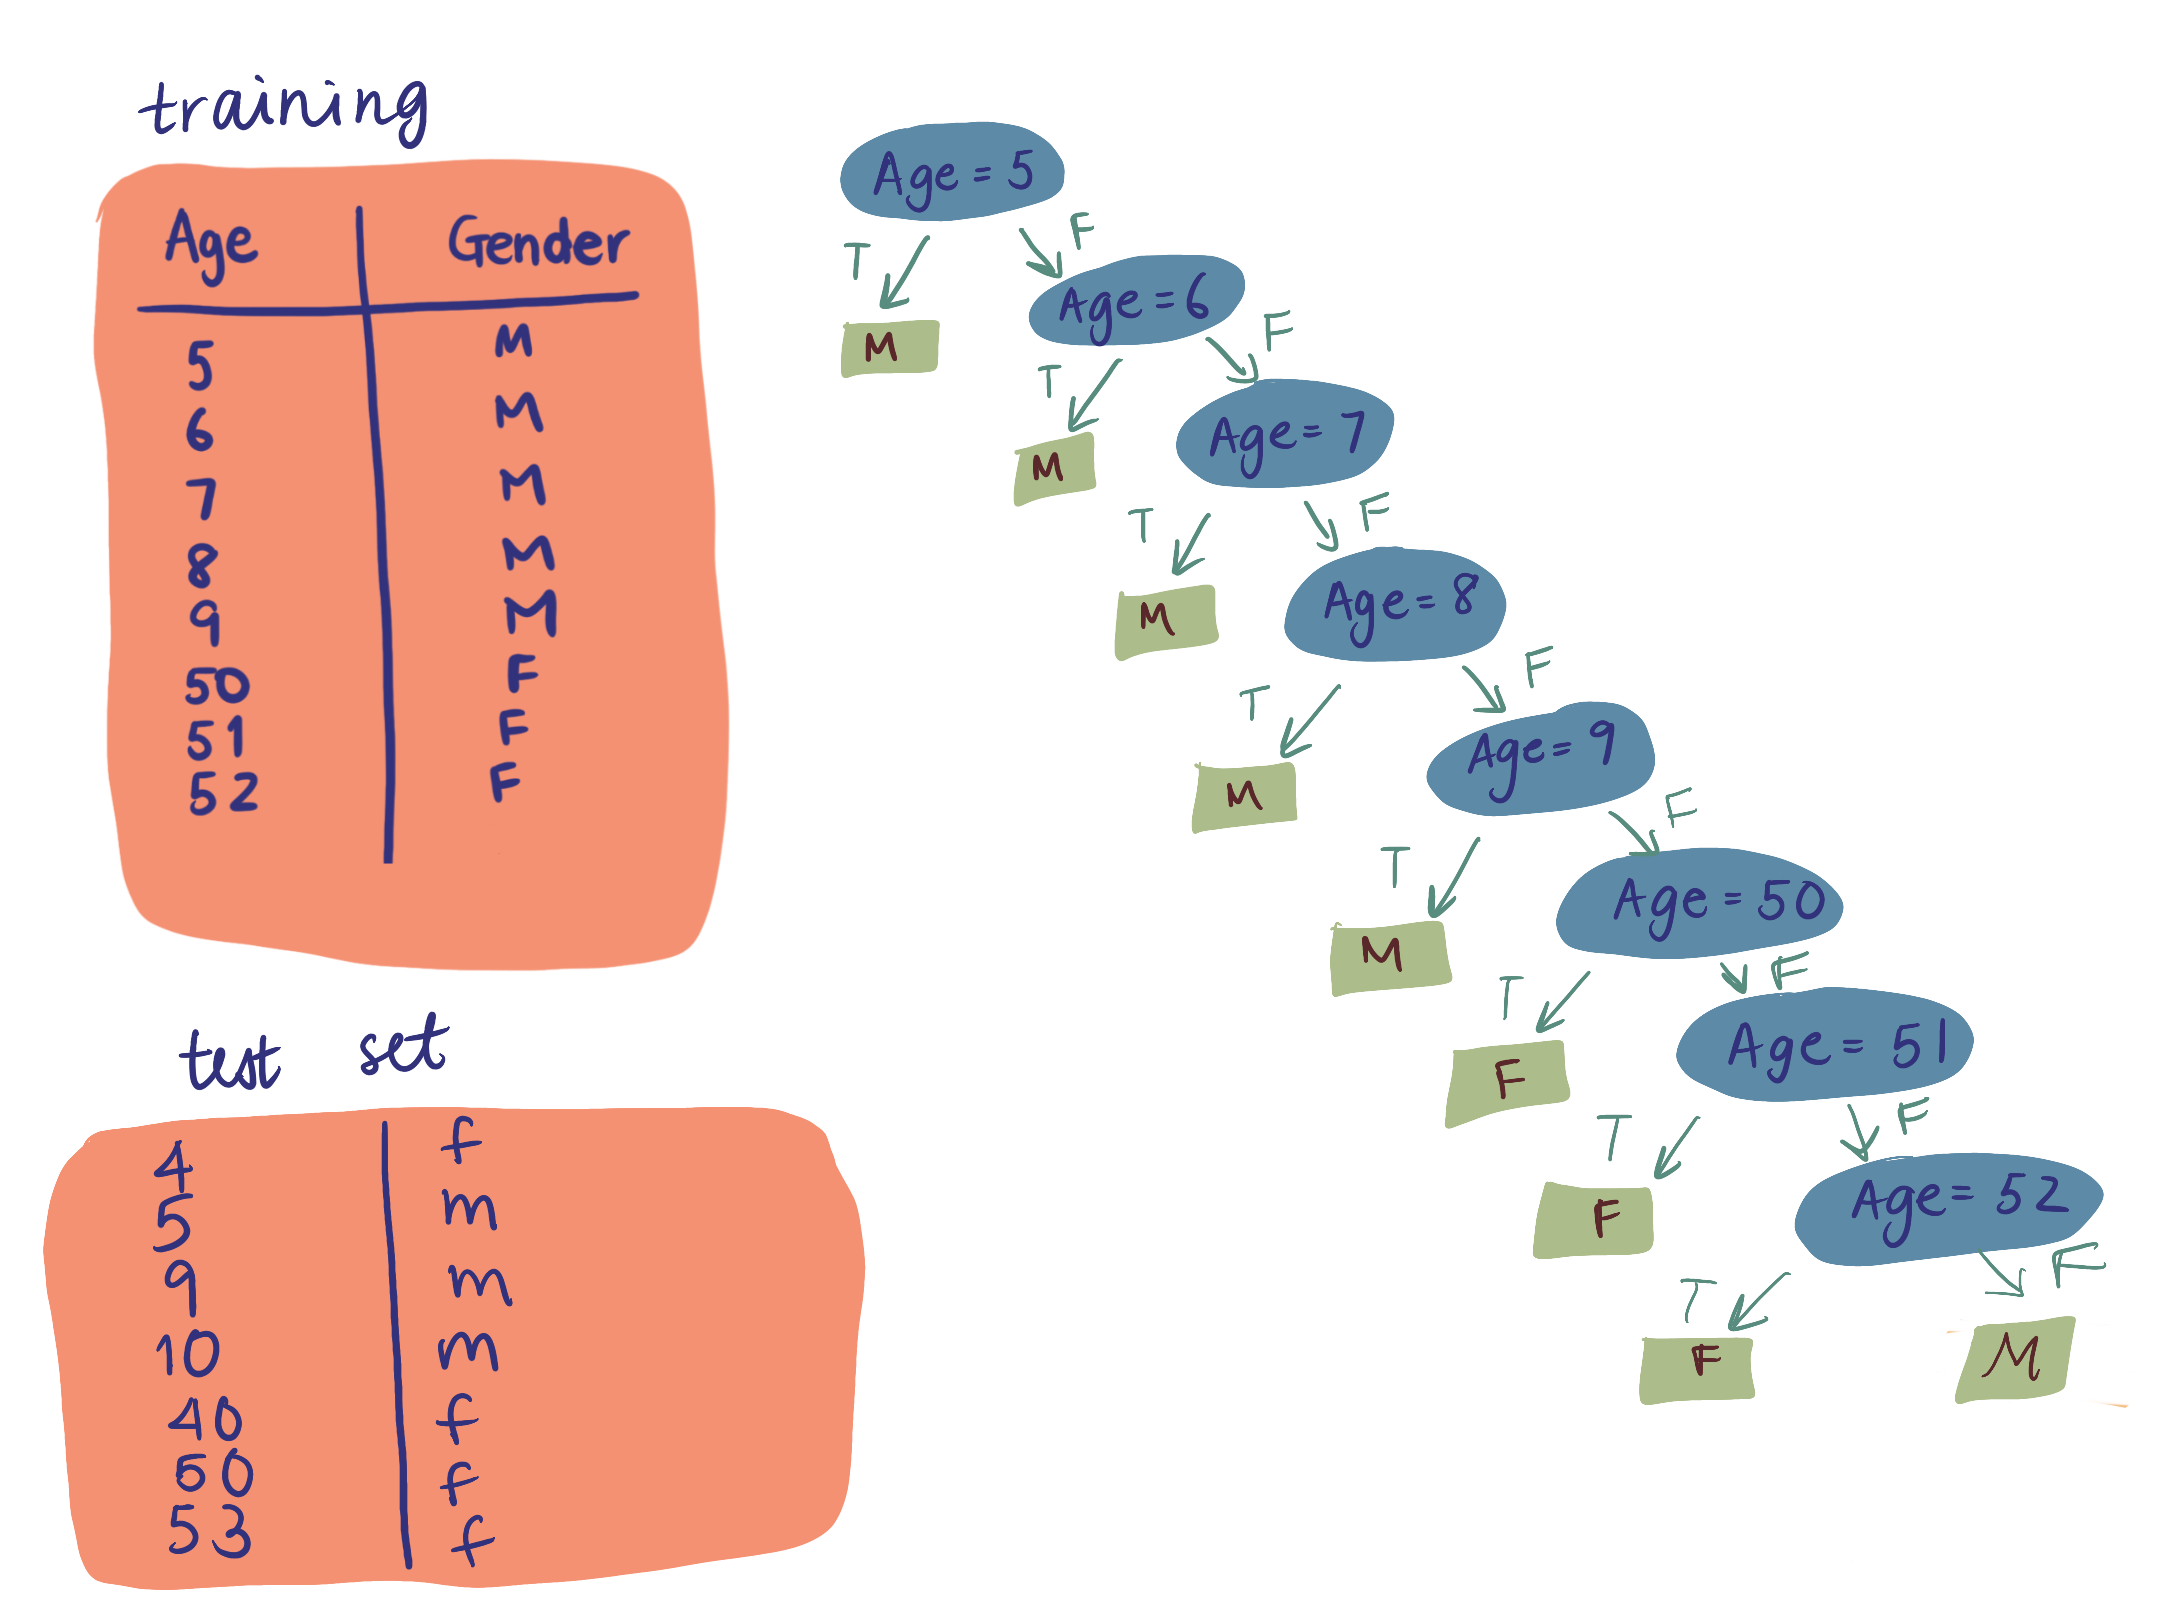 training
Age Gender
5 M
6 M
7 M
8 M
9 M
50 F
51 F
52 F
test set
4 f
5 m
9 m
10 m
40 f
50 f
53 f
Age = 5
T F
M
Age = 6
T F
M
Age = 7
T F
M
Age = 8
T F
M
Age = 9
T F
M
Age = 50
T F
F
Age = 51
T F
F
Age = 52
T F
F M